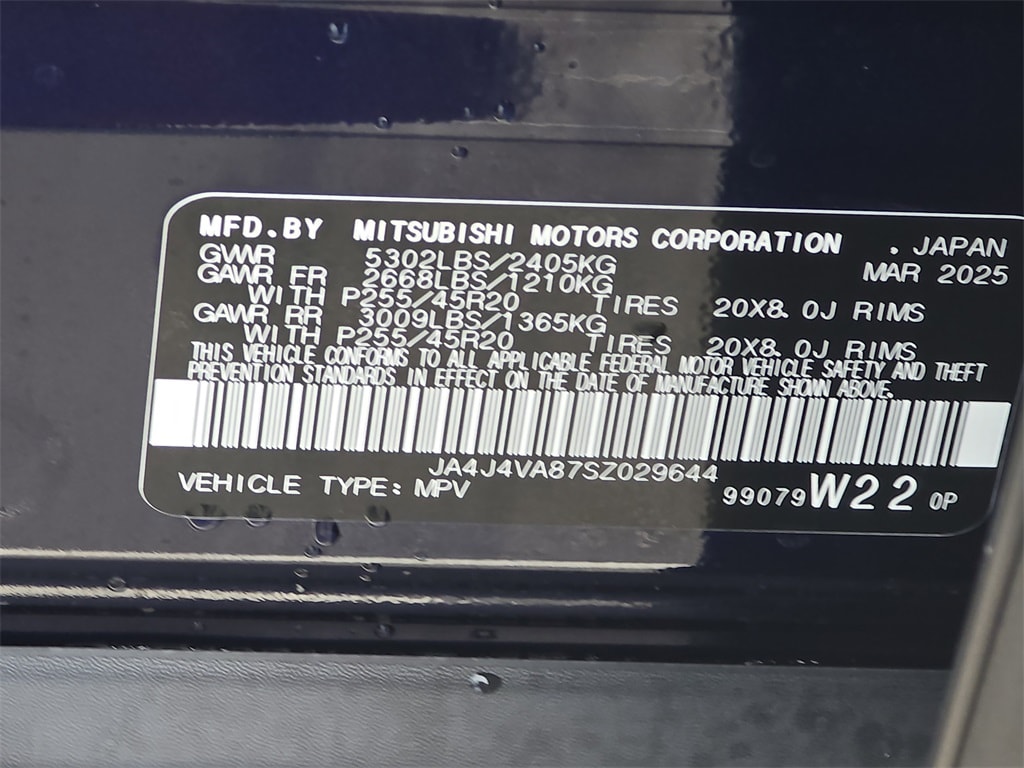 MFD.BY MITSUBISHI MOTORS CORPORATION . JAPAN
GWWR 5302LBS/2405KG MAR 2025
GAWR FR 2668LBS/1210KG
WITH P255/45R20 TIRES 20X8.0J RIMS
GAWR RR 3009LBS/1365KG
WITH P255/45R20 TIRES 20X8.0J RIMS
THIS VEHICLE CONFORMS TO ALL APPLICABLE FEDERAL MOTOR VEHICLE SAFETY AND THEFT
PREVENTION STANDARDS IN EFFECT ON THE DATE OF MANUFACTURE SHOWN ABOVE.
JA4J4VA87SZ029644
VEHICLE TYPE: MPV
99079 W22 0P